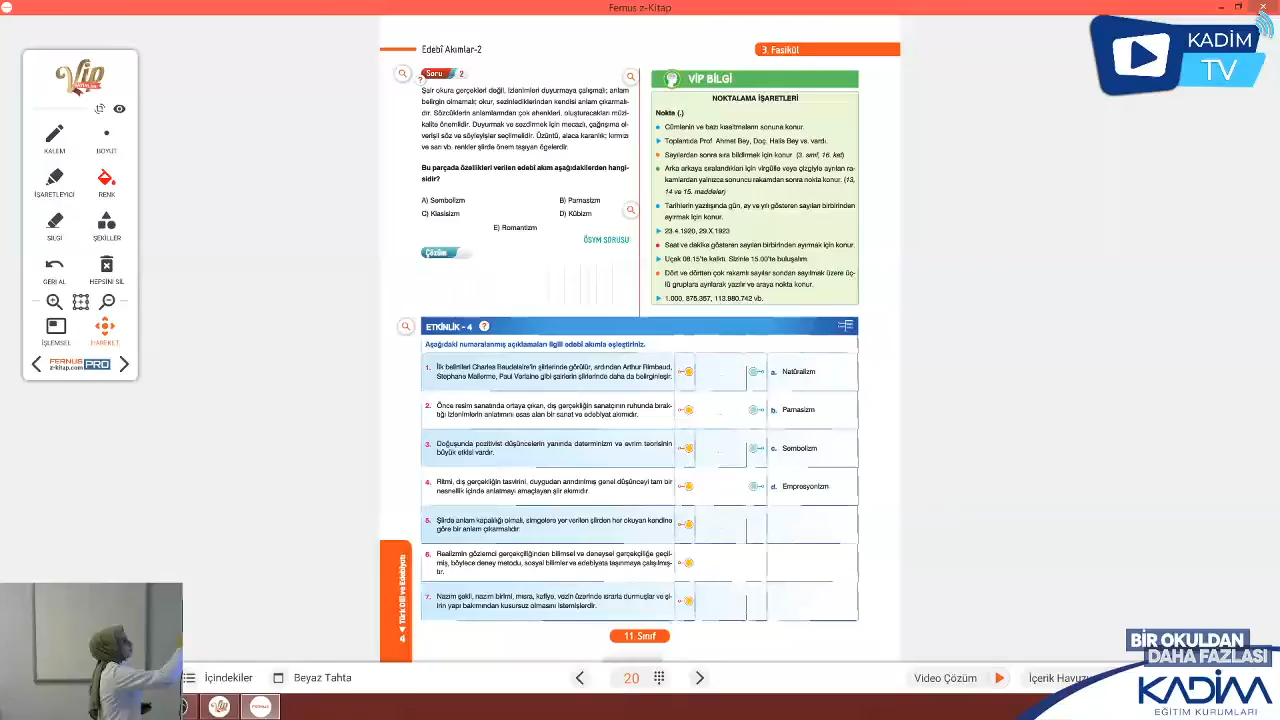 Fernus z-Kitap
KADİM
TV
Edebî Akımlar-2
3. Fasikül
KALEM
BOYUT
İŞARETLEYİCİ
RENK
SİLGİ
ŞEKİLLER
GERİ AL
HEPSİNİ SİL
İŞLEMSEL
HAREKET
FERNUS
z-kitap.com PRO
Soru 2
Şair okura gerçekleri değil, izlenimleri duyurmaya çalışmalı; anlam
belirgin olmamalı; okur, sezinlediklerinden kendisi anlam çıkarmalı-
dır. Sözcüklerin anlamlarından çok ahenkleri, oluşturacakları müzi-
kalite önemlidir. Duyurmak ve sezdirmek için mecazlı, çağrışıma el-
verişli söz ve söyleyişler seçilmelidir. Üzüntü, alaca karanlık; kırmızı
ve sarı vb. renkler şiirde önem taşıyan ögelerdir.
Bu parçada özellikleri verilen edebî akım aşağıdakilerden hangi-
sidir?
A) Sembolizm
B) Parnasizm
C) Klasisizm
D) Kübizm
E) Romantizm
ÖSYM SORUSU
Çözüm
VİP BİLGİ
NOKTALAMA İŞARETLERİ
Nokta (.)
Cümlenin ve bazı kısaltmaların sonuna konur.
Toplantıda Prof. Ahmet Bey, Doç. Halis Bey vs. vardı.
Sayılardan sonra sıra bildirmek için konur. (3. sınıf, 16. kat)
Arka arkaya sıralandıkları için virgülle veya çizgiyle ayrılan ra-
kamlardan yalnızca sonuncu rakamdan sonra nokta konur. (13,
14 ve 15. maddeler)
Tarihlerin yazılışında gün, ay ve yılı gösteren sayıları birbirinden
ayırmak için konur.
23.4.1920, 29.X.1923
Saat ve dakika gösteren sayıları birbirinden ayırmak için konur.
Uçak 08.15'te kalktı. Sizinle 15.00'te buluşalım.
Dört ve dörtten çok rakamlı sayılar sondan sayılmak üzere üç-
lü gruplara ayrılarak yazılır ve araya nokta konur.
1.000, 875.357, 113.980.742 vb.
ETKİNLİK - 4
Aşağıdaki numaralanmış açıklamaları ilgili edebî akımla eşleştiriniz.
1. İlk belirtileri Charles Baudelaire'in şiirlerinde görülür, ardından Arthur Rimbaud,
Stephane Mallerme, Paul Verlaine gibi şairlerin şiirlerinde daha da belirginleşir.
a. Natüralizm
2. Önce resim sanatında ortaya çıkan, dış gerçekliğin sanatçının ruhunda bırak-
tığı izlenimlerin anlatımını esas alan bir sanat ve edebiyat akımıdır.
b. Parnasizm
3. Doğuşunda pozitivist düşüncelerin yanında determinizm ve evrim teorisinin
büyük etkisi vardır.
c. Sembolizm
4. Ritmi, dış gerçekliğin tasvirini, duygudan arındırılmış genel düşünceyi tam bir
nesnellik içinde anlatmayı amaçlayan şiir akımıdır.
d. Empresyonizm
5. Şiirde anlam kapalılığı olmalı, simgelere yer verilen şiirden her okuyan kendine
göre bir anlam çıkarmalıdır.
6. Realizmin gözlemci gerçekçiliğinden bilimsel ve deneysel gerçekçiliğe geçil-
miş, böylece deney metodu, sosyal bilimler ve edebiyata taşınmaya çalışılmış-
tır.
7. Nazım şekli, nazım birimi, mısra, kafiye, vezin üzerinde ısrarla durmuşlar ve şi-
irin yapı bakımından kusursuz olmasını istemişlerdir.
4. Türk Dili ve Edebiyatı
11. Sınıf
İçindekiler
Beyaz Tahta
20
Video Çözüm
İçerik Havuzu
BİR OKULDAN
DAHA FAZLASI
KADİM
EĞİTİM KURUMLARI